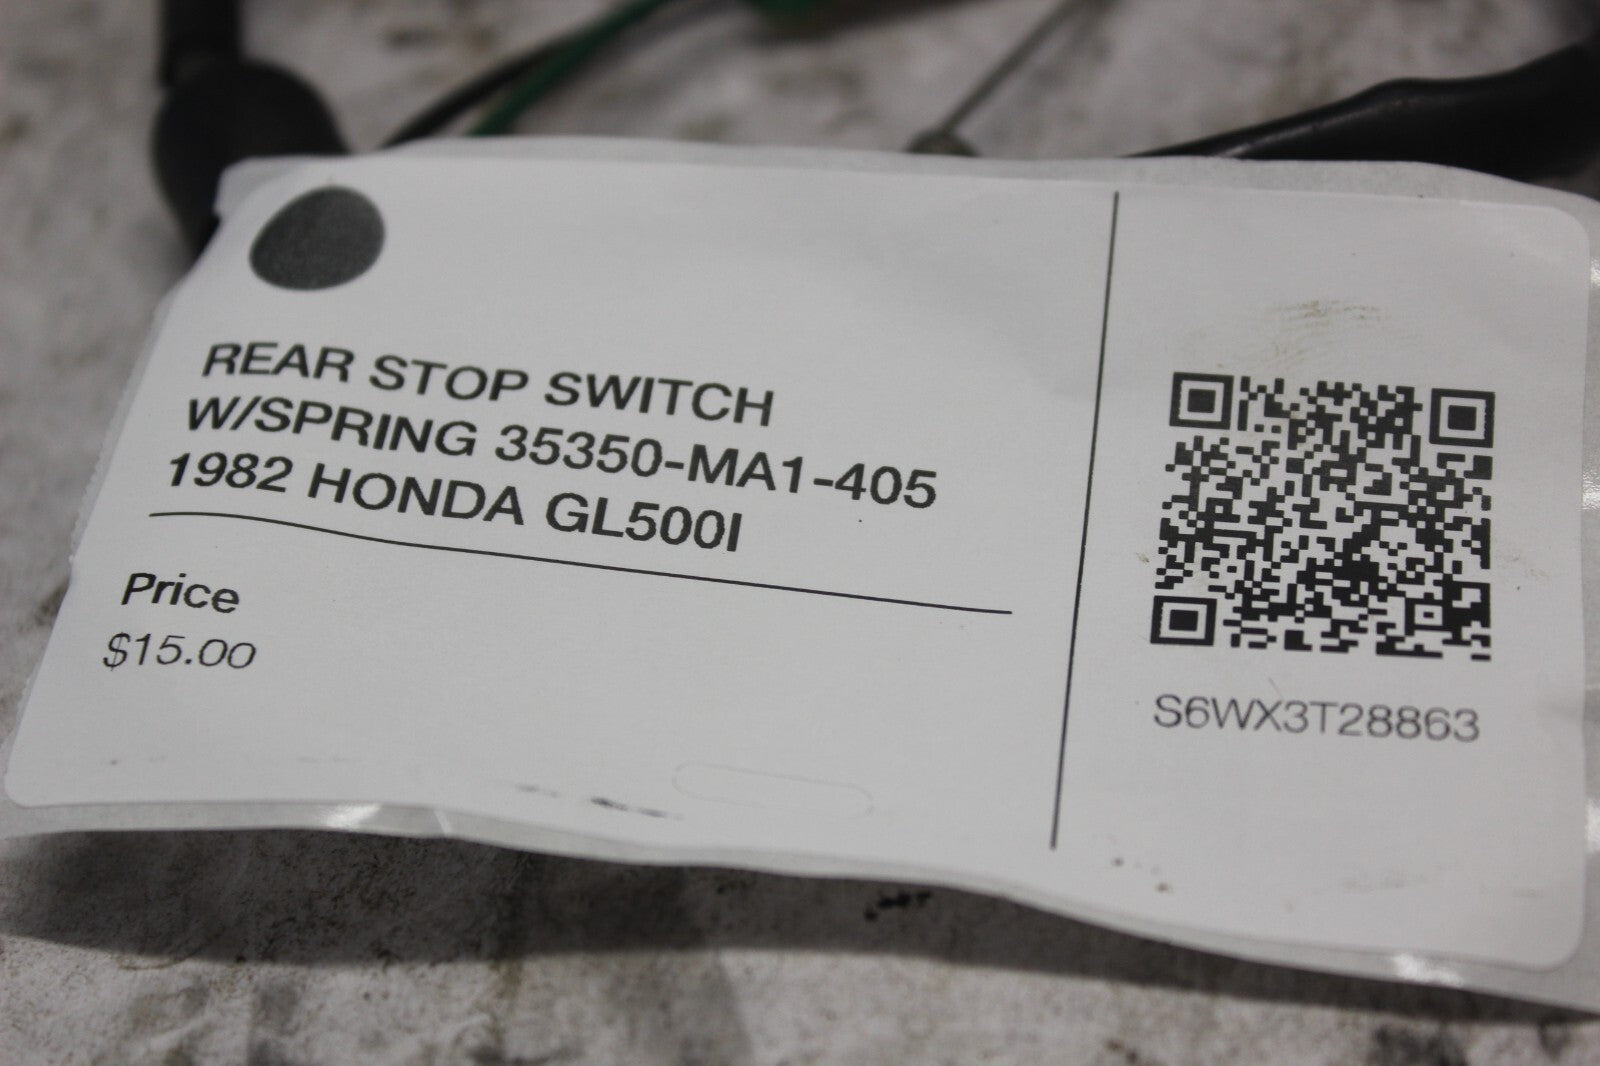 REAR STOP SWITCH
W/SPRING 35350-MA1-405
1982 HONDA GL500I
Price
$15.00
S6WX3T28863